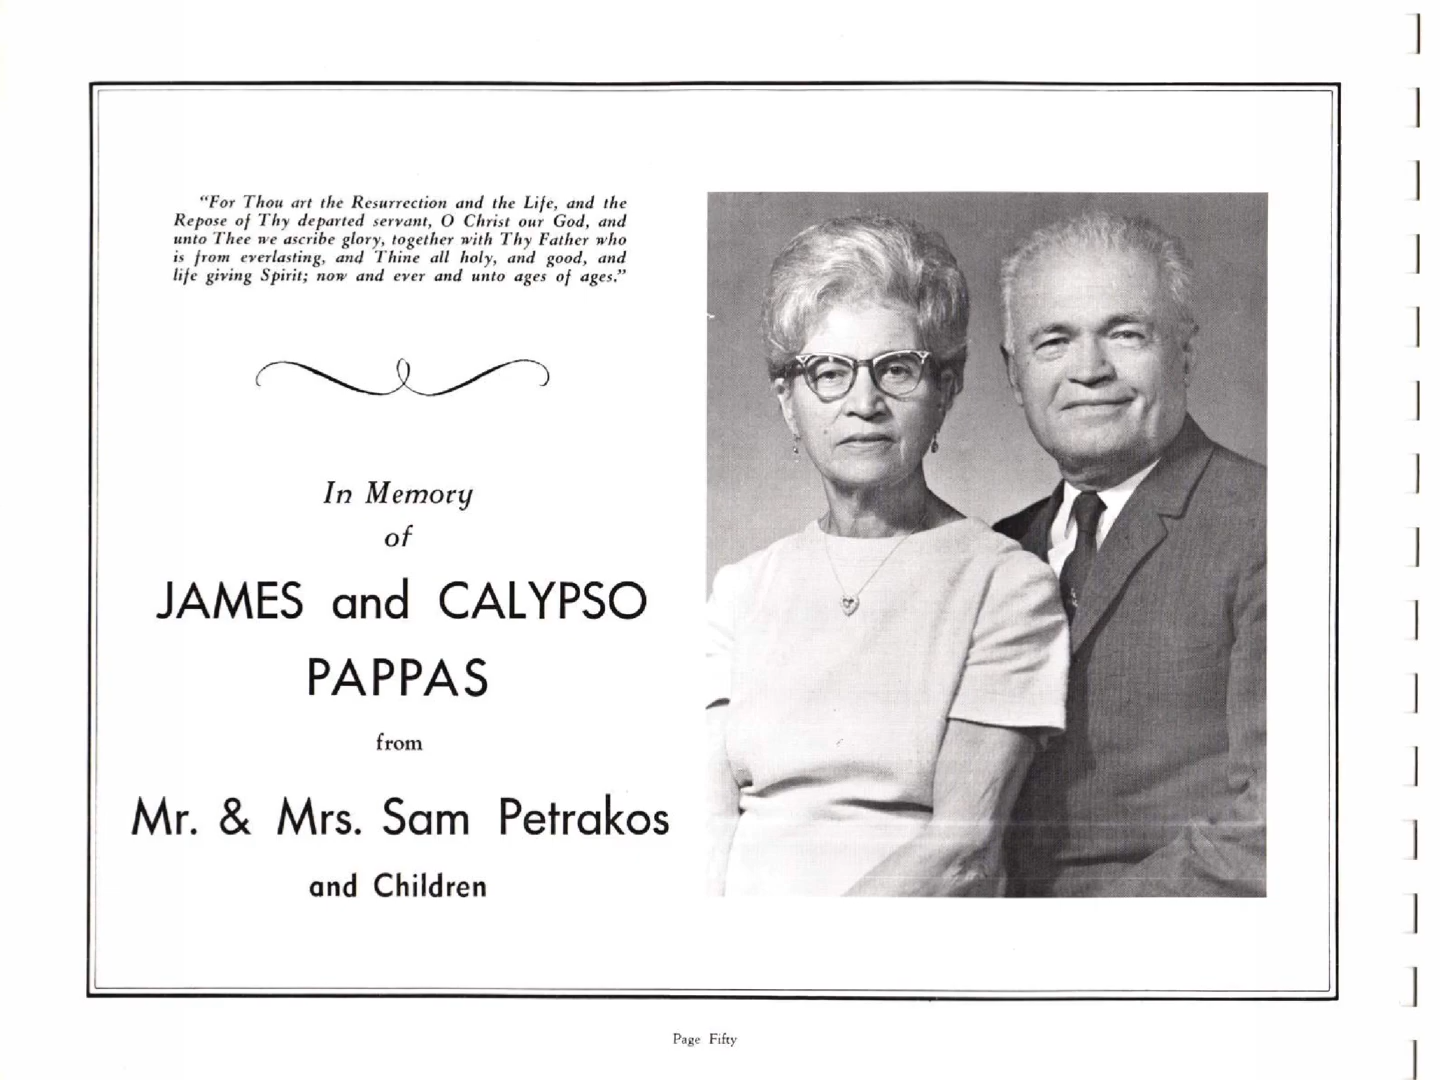 “For Thou art the Resurrection and the Life, and the
Repose of Thy departed servant, O Christ our God, and
unto Thee we ascribe glory, together with Thy Father who
is from everlasting, and Thine all holy, and good, and
life giving Spirit; now and ever and unto ages of ages.”
In Memory
of
JAMES and CALYPSO
PAPPAS
from
Mr. & Mrs. Sam Petrakos
and Children
Page Fifty